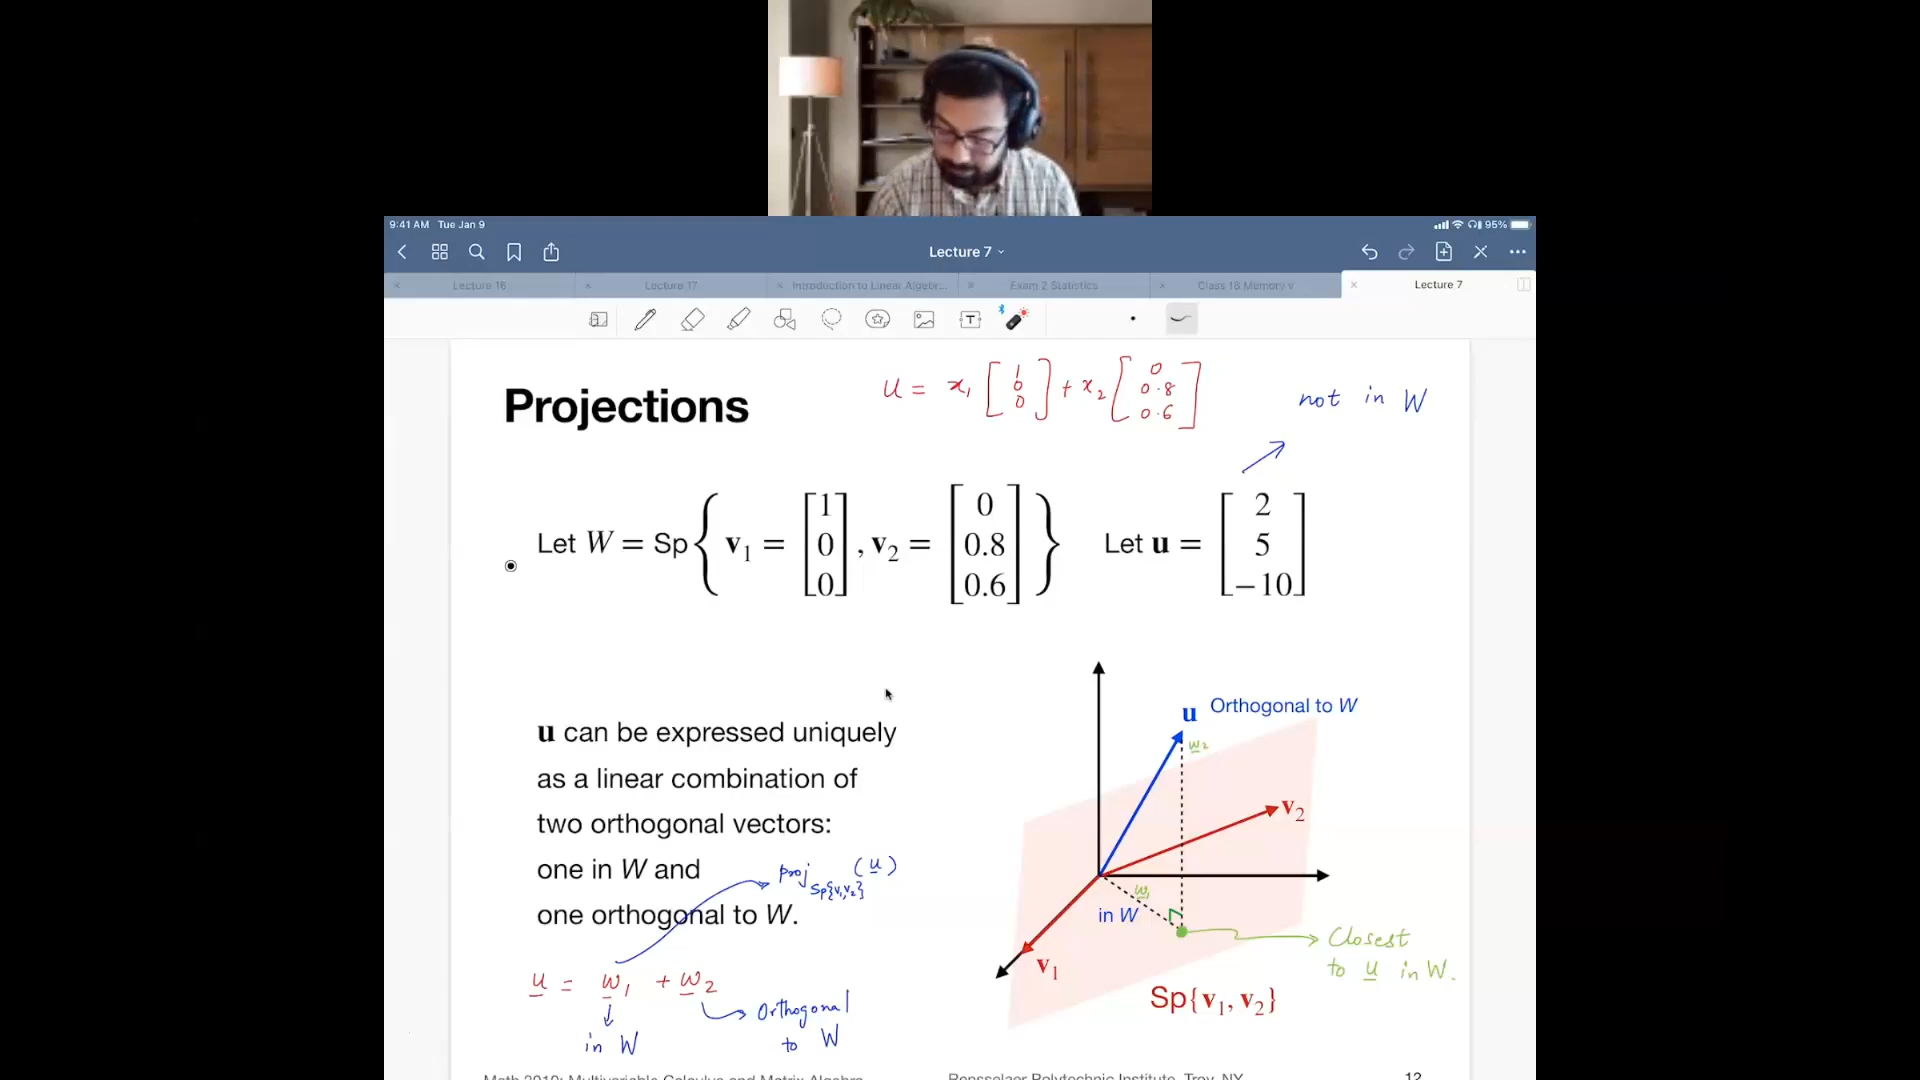 9:41 AM Tue Jan 9
95%
Lecture 7
Lecture 16
Lecture 17
Introduction to Linear Algebr...
Exam 2 Statistics
Class 16 Memory v
Lecture 7
Projections
u = x₁ [1 0 0] + x₂ [0 0.8 0.6]
not in W
Let W = Sp { v₁ = [1 0 0], v₂ = [0 0.8 0.6] } Let u = [2 5 −10]
u can be expressed uniquely
as a linear combination of
two orthogonal vectors:
one in W and
one orthogonal to W.
proj Sp{v₁,v₂} (u)
u = w₁ + w₂
in W
Orthogonal
to W
u Orthogonal to W
w₂
v₂
w₁
in W
v₁
Closest
to u in W.
Sp{v₁, v₂}
Math 2010: Multivariable Calculus and Matrix Algebra
Rensselaer Polytechnic Institute, Troy, NY
12